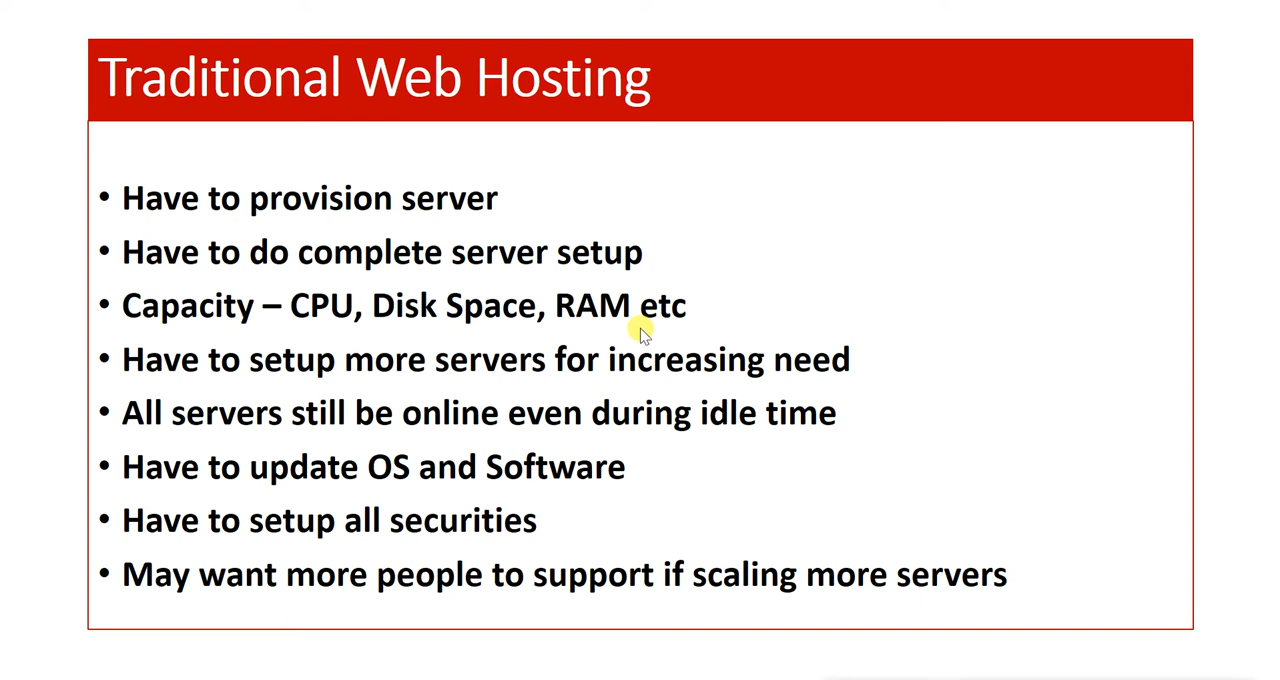 Traditional Web Hosting
• Have to provision server
• Have to do complete server setup
• Capacity – CPU, Disk Space, RAM etc
• Have to setup more servers for increasing need
• All servers still be online even during idle time
• Have to update OS and Software
• Have to setup all securities
• May want more people to support if scaling more servers